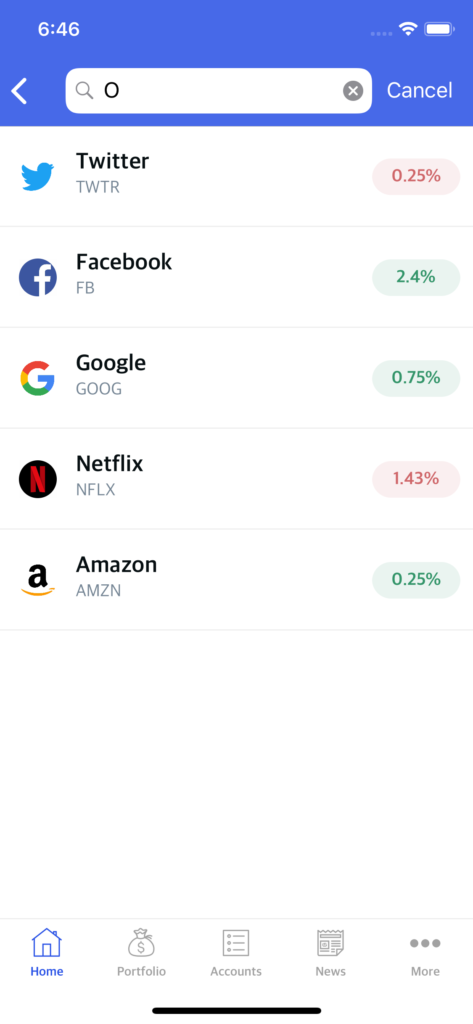 6:46
O
Cancel
Twitter
TWTR
0.25%
Facebook
FB
2.4%
Google
GOOG
0.75%
Netflix
NFLX
1.43%
Amazon
AMZN
0.25%
Home
Portfolio
Accounts
News
More